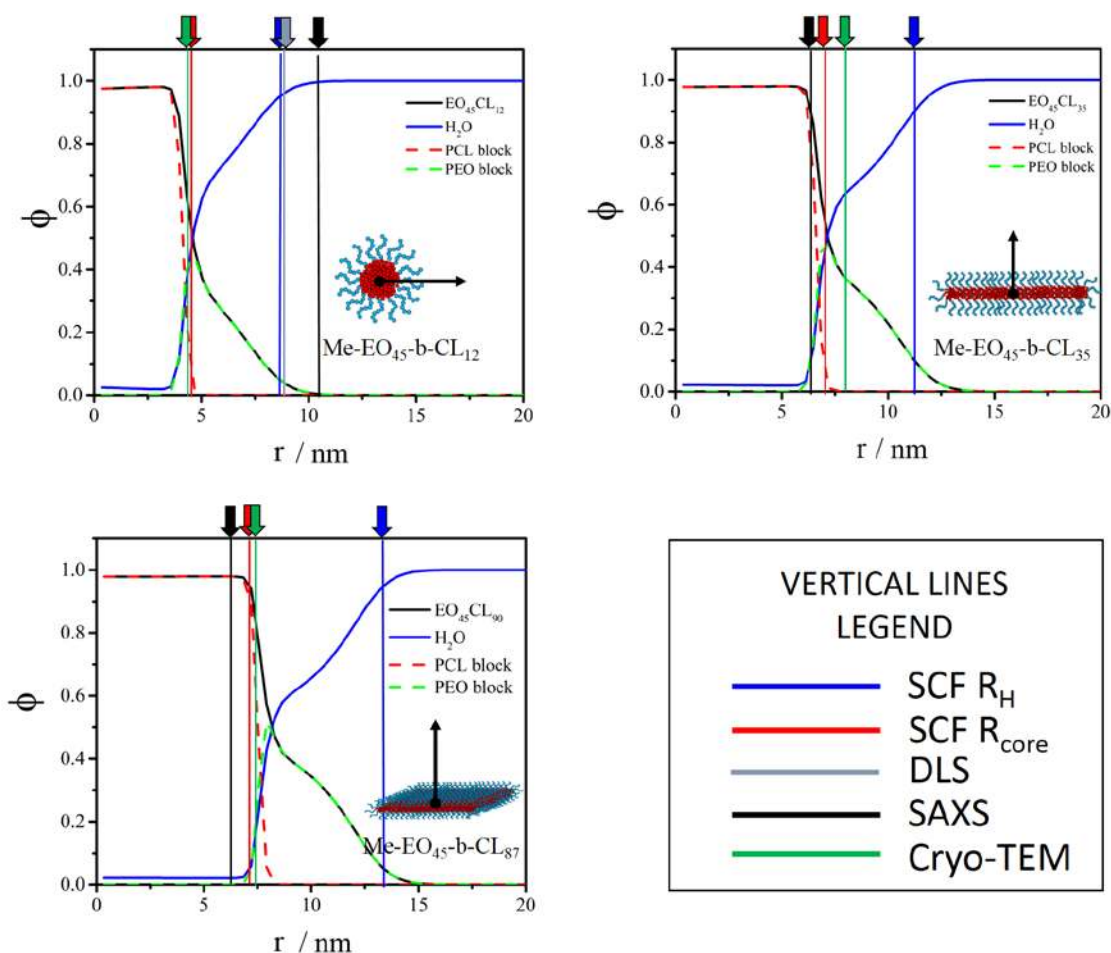 ϕ
1.0
0.8
0.6
0.4
0.2
0.0
0
5
10
15
20
r / nm
EO₄₅CL₁₂
H₂O
PCL block
PEO block
Me-EO₄₅-b-CL₁₂
ϕ
1.0
0.8
0.6
0.4
0.2
0.0
0
5
10
15
20
r / nm
EO₄₅CL₃₅
H₂O
PCL block
PEO block
Me-EO₄₅-b-CL₃₅
ϕ
1.0
0.8
0.6
0.4
0.2
0.0
0
5
10
15
20
r / nm
EO₄₅CL₉₀
H₂O
PCL block
PEO block
Me-EO₄₅-b-CL₈₇
VERTICAL LINES
LEGEND
SCF R_H
SCF R_core
DLS
SAXS
Cryo-TEM